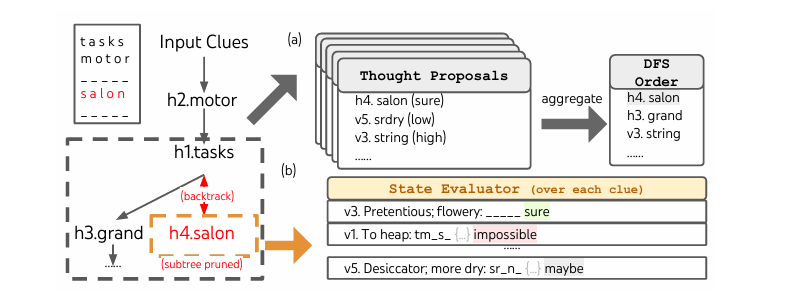 tasks
motor
_ _ _ _ _
salon
_ _ _ _ _
Input Clues
h2.motor
h1.tasks
(backtrack)
h3.grand
h4.salon
......
(subtree pruned)
(a)
Thought Proposals
h4. salon (sure)
v5. srdry (low)
v3. string (high)
......
aggregate
DFS
Order
h4. salon
h3. grand
v3. string
......
(b)
State Evaluator (over each clue)
v3. Pretentious; flowery: _ _ _ _ _ sure
v1. To heap: tm_s_ {...} impossible
......
v5. Desiccator; more dry: sr_n_ {...} maybe